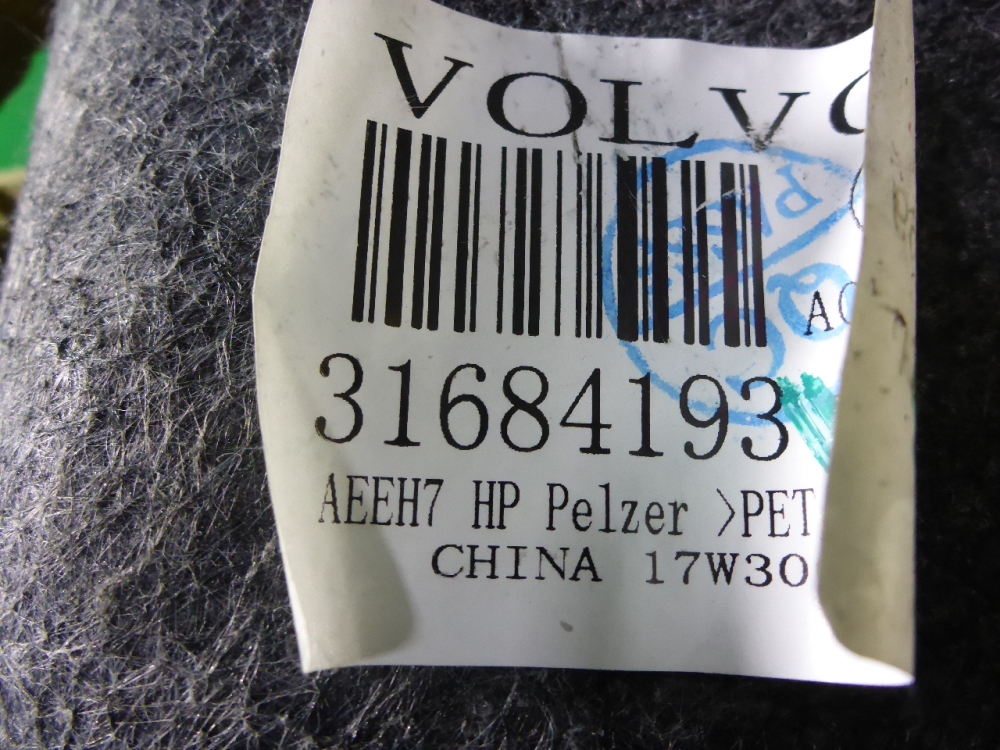 VOLVO
31684193
AEEH7 HP Pelzer >PET
CHINA 17W30